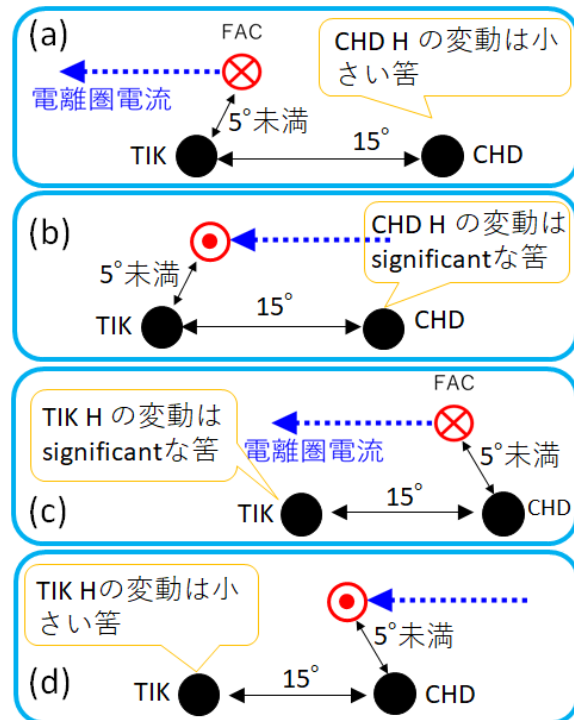 (a)
FAC
CHD H の変動は小
さい筈
電離圏電流
5°未満
TIK
15°
CHD
(b)
CHD H の変動は
significantな筈
5°未満
15°
TIK
CHD
FAC
TIK H の変動は
significantな筈
電離圏電流
5°未満
15°
(c)
TIK
CHD
TIK Hの変動は小
さい筈
5°未満
15°
(d)
TIK
CHD